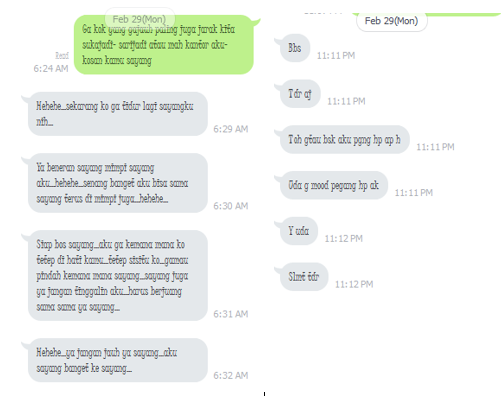 Feb 29(Mon)
Ga kok yang gajauh paling juga jarak kita
sukajadi- sarijadi atau mah kantor aku-
kosan kamu sayang
Read
6:24 AM
Hehehe...sekarang ko ga tidur lagi sayangku
nih...
6:29 AM
Ya beneran sayang mimpi sayang
aku...hehehe...senang banget aku bisa sama
sayang terus di mimpi juga...hehehe...
6:30 AM
Siap bos sayang...aku ga kemana mana ko
tetep di hati kamu...tetep sisitu ko...gamau
pindah kemana mana sayang...sayang juga
ya jangan tinggalin aku...harus berjuang
sama sama ya sayang...
6:31 AM
Hehehe...ya jangan jauh ya sayang...aku
sayang banget ke sayang...
6:32 AM
Feb 29(Mon)
Bbs
11:11 PM
Tdr aj
11:11 PM
Toh gtau bsk aku pgng hp ap h
11:11 PM
Uda g mood pegang hp ak
11:11 PM
Y uda
11:12 PM
Slmt tdr
11:12 PM